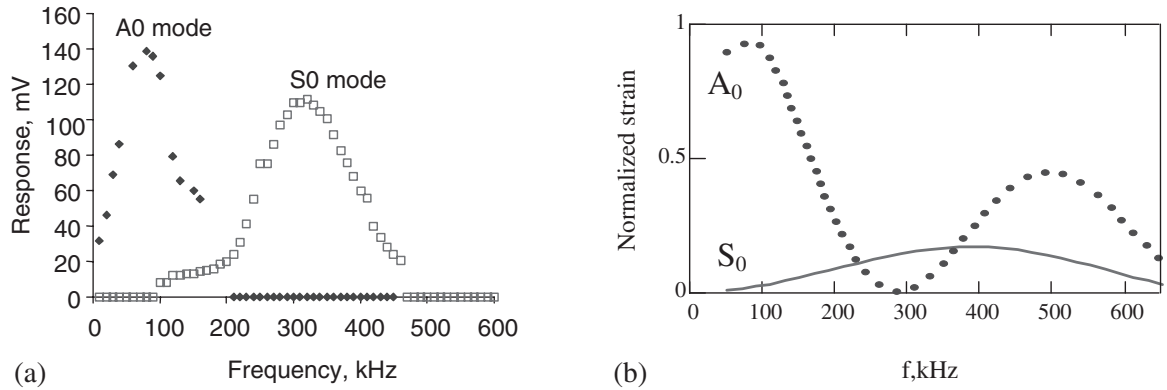 160
140
120
100
80
60
40
20
0
Response, mV
A0 mode
S0 mode
0 100 200 300 400 500 600
Frequency, kHz
(a)
1
0.5
0
Normalized strain
A0
S0
0 100 200 300 400 500 600
f,kHz
(b)